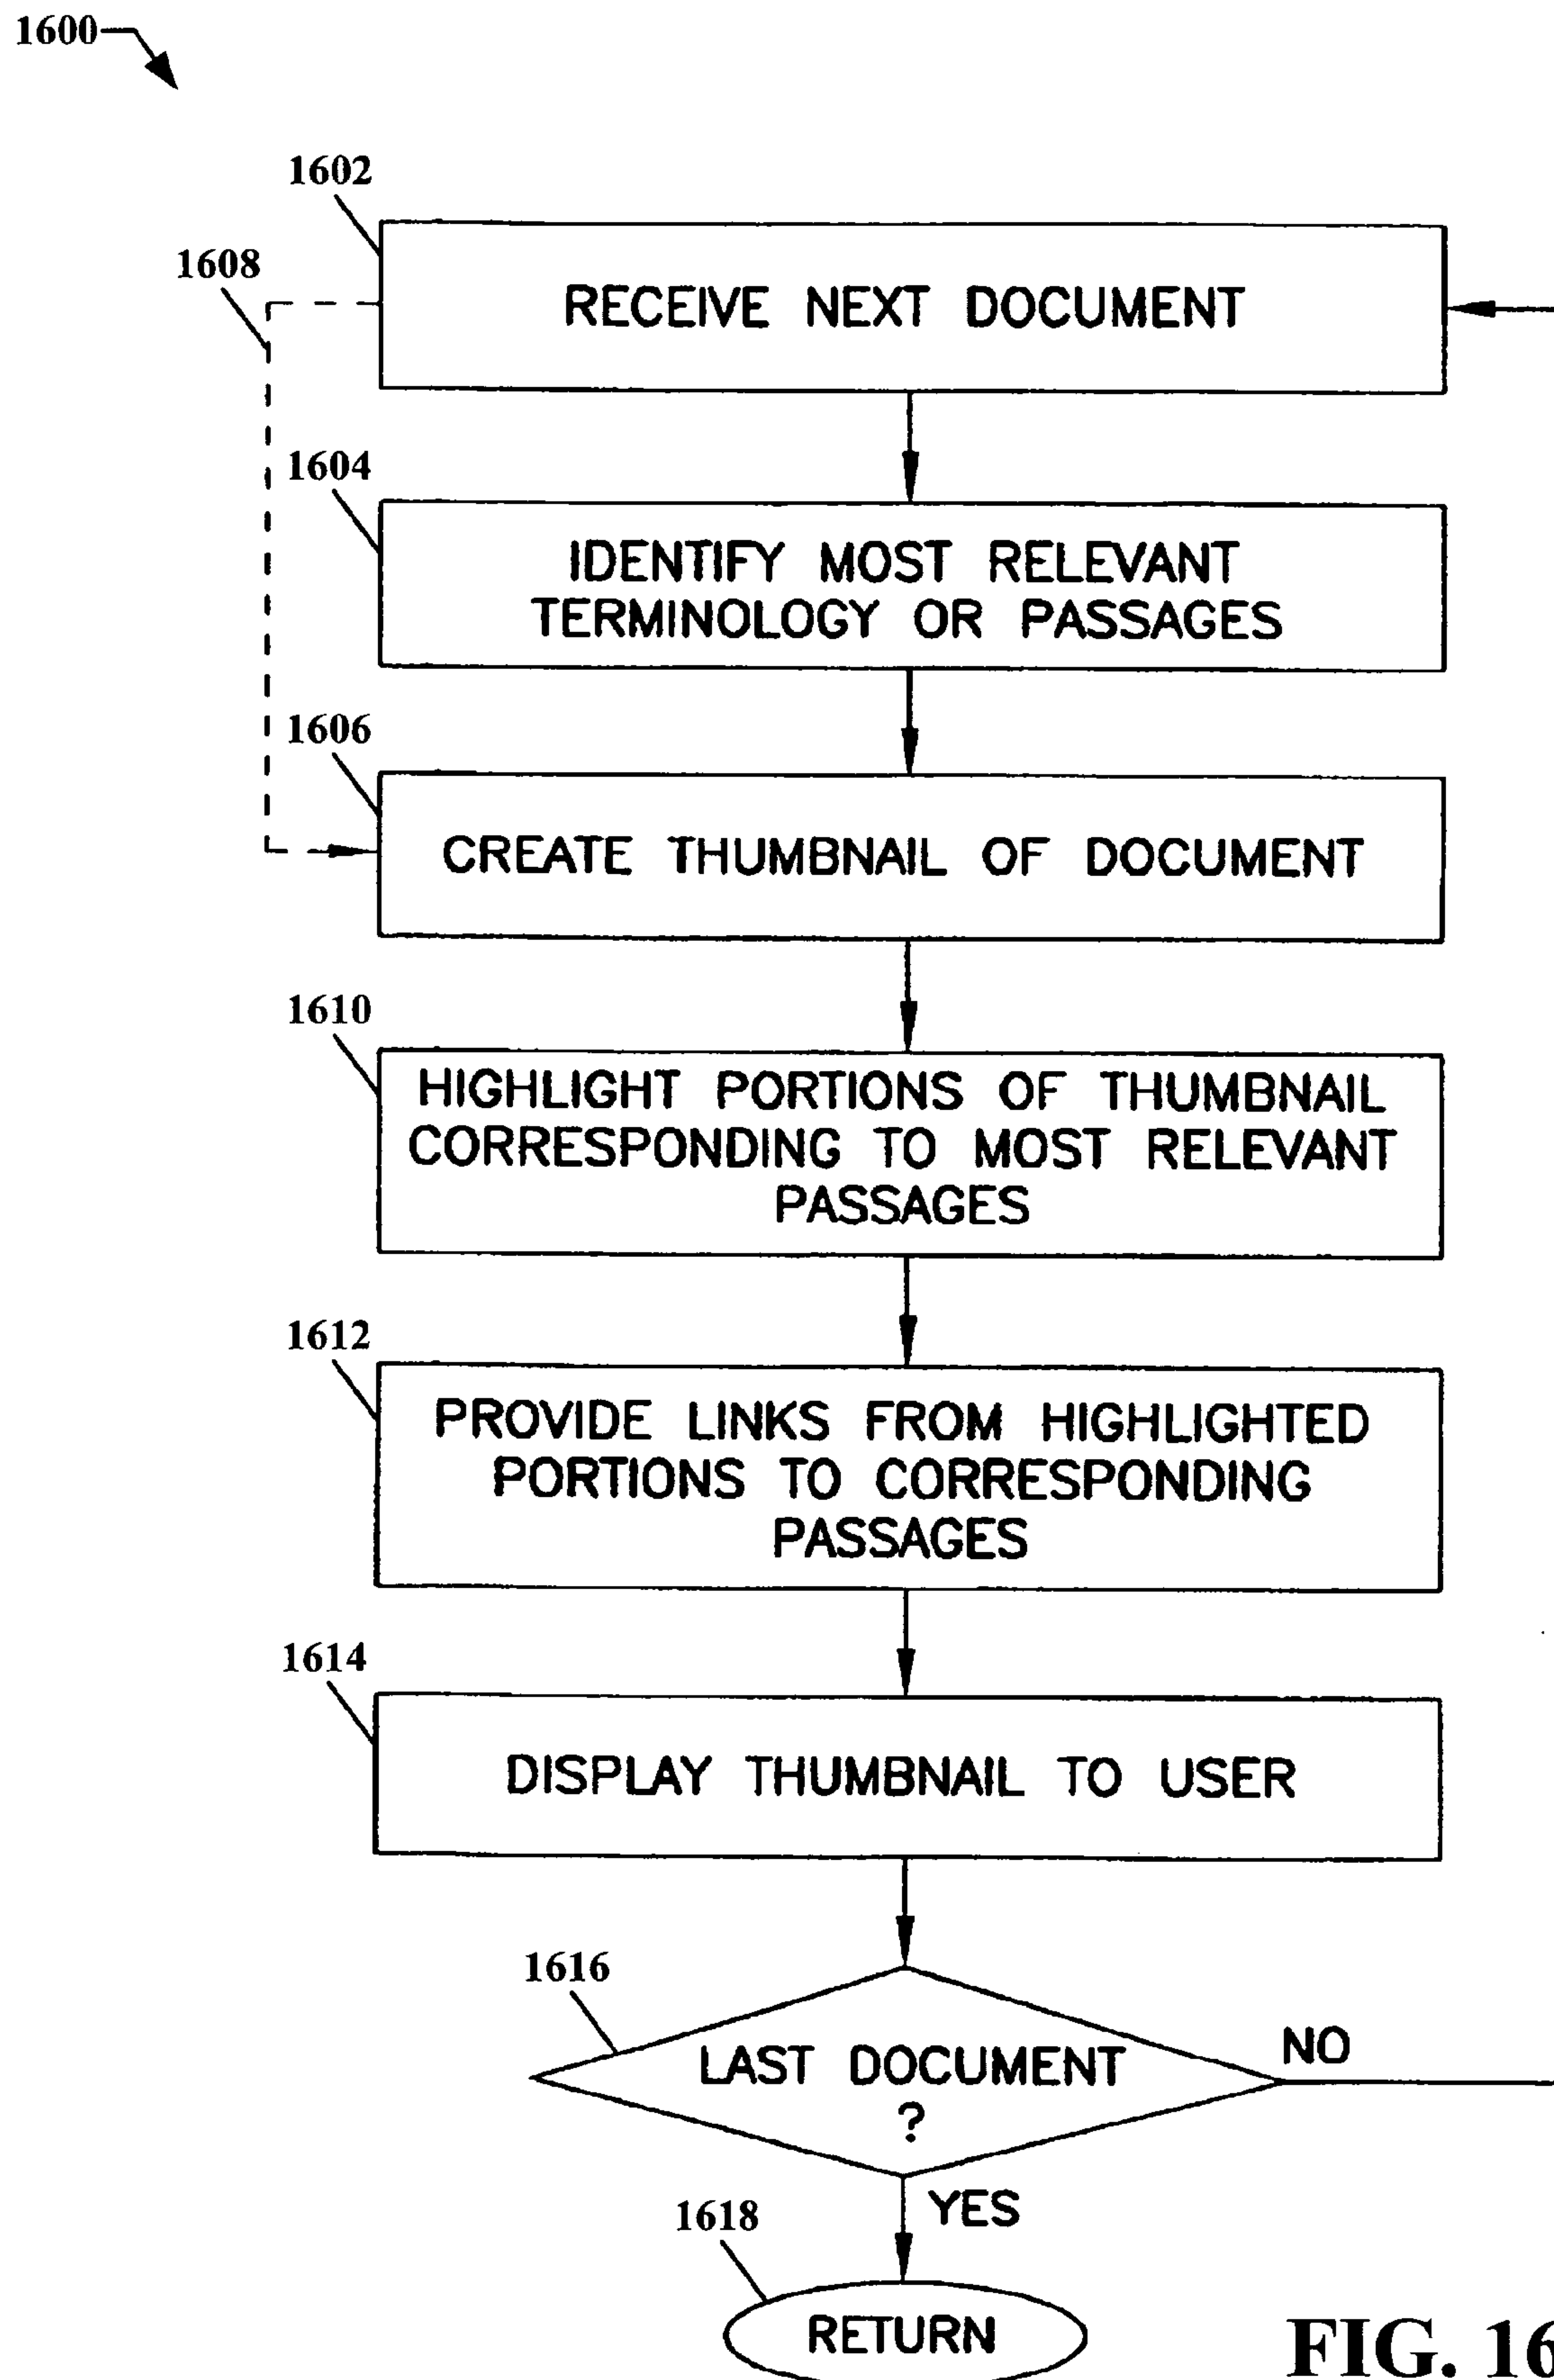 1600
1602
RECEIVE NEXT DOCUMENT
1608
1604
IDENTIFY MOST RELEVANT
TERMINOLOGY OR PASSAGES
1606
CREATE THUMBNAIL OF DOCUMENT
1610
HIGHLIGHT PORTIONS OF THUMBNAIL
CORRESPONDING TO MOST RELEVANT
PASSAGES
1612
PROVIDE LINKS FROM HIGHLIGHTED
PORTIONS TO CORRESPONDING
PASSAGES
1614
DISPLAY THUMBNAIL TO USER
1616
LAST DOCUMENT
?
NO
YES
1618
RETURN
FIG. 16